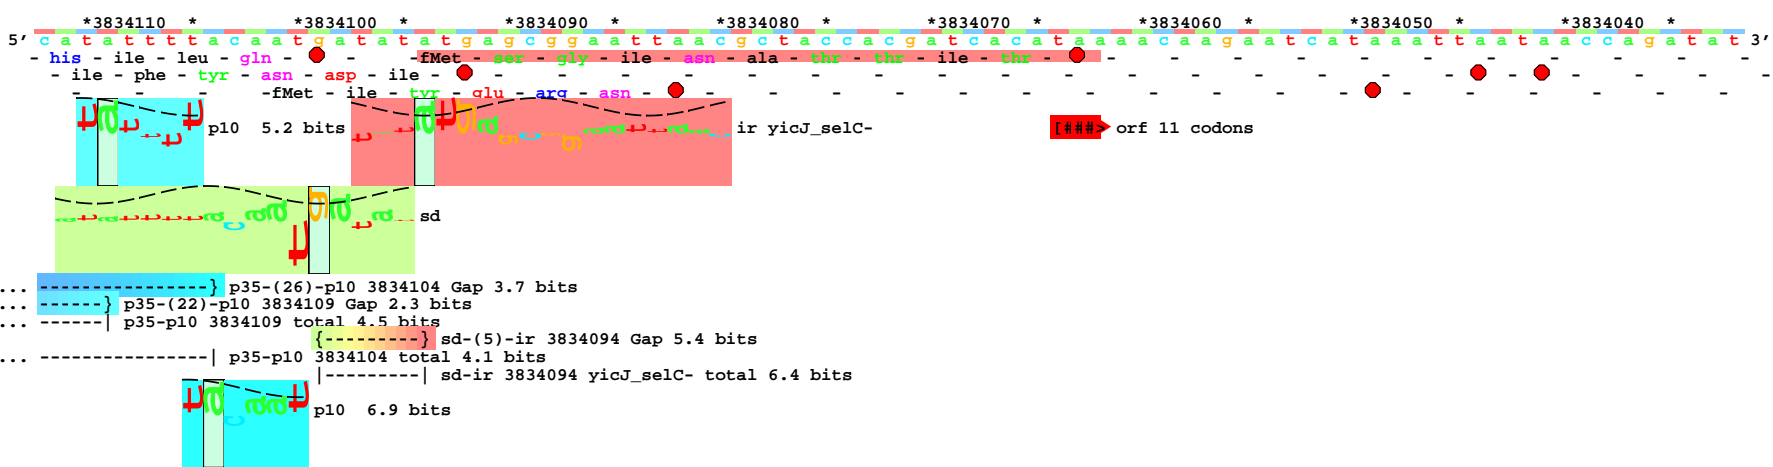 *3834110 * *3834100 * *3834090 * *3834080 * *3834070 * *3834060 * *3834050 * *3834040 *
5' c a t a t t t t a c a a t g a t a t a t g a g c g g a a t t a a c g c t a c c a c g a t c a c a t a a a a c a a g a a t c a t a a a t t a a t a a c c a g a t a t 3'
- his - ile - leu - gln - - -fMet - ser - gly - ile - asn - ala - thr - thr - ile - thr - - - - - - - - - - -
- ile - phe - tyr - asn - asp - ile - - - - - - - - - - - - - - - - - - - -
- - - -fMet - ile - tyr - glu - arg - asn - - - - - - - - - - - - - - - - -
p10 5.2 bits
ir yicJ_selC-
[###> orf 11 codons
sd
... ----------------} p35-(26)-p10 3834104 Gap 3.7 bits
... ------} p35-(22)-p10 3834109 Gap 2.3 bits
... ------| p35-p10 3834109 total 4.5 bits
{---------} sd-(5)-ir 3834094 Gap 5.4 bits
... ----------------| p35-p10 3834104 total 4.1 bits
|---------| sd-ir 3834094 yicJ_selC- total 6.4 bits
p10 6.9 bits